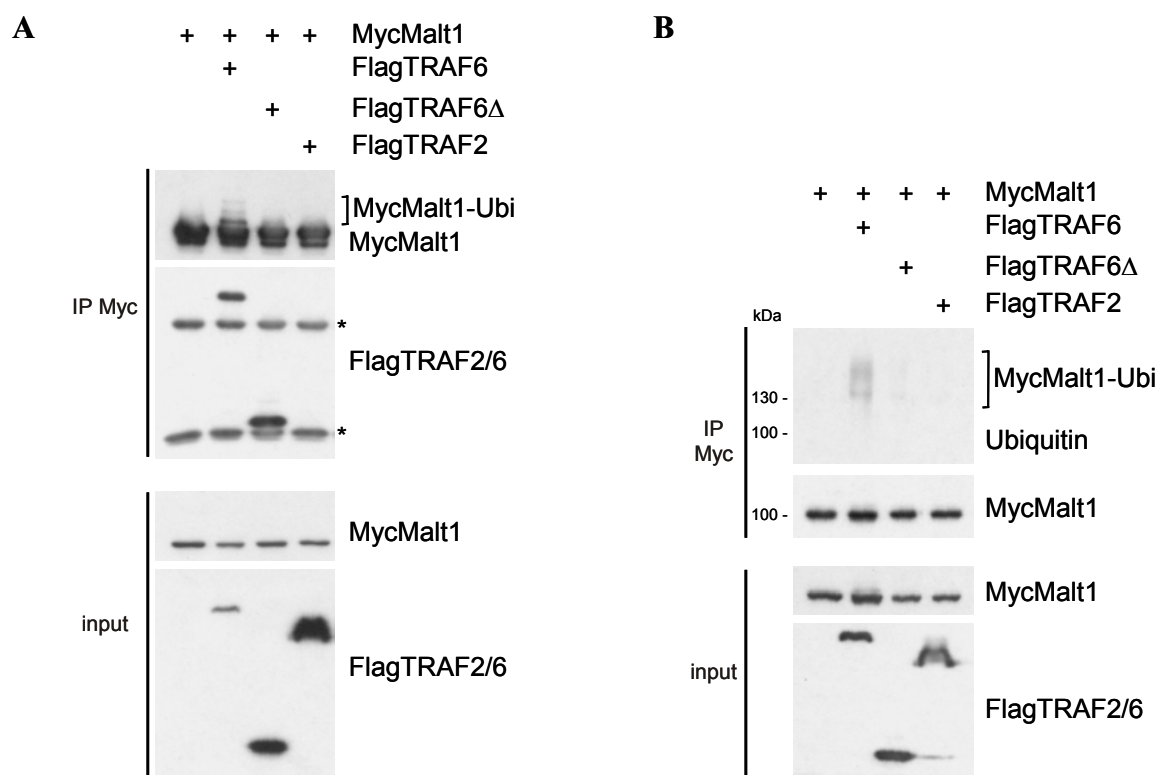 A
+ + + + MycMalt1
+ FlagTRAF6
+ FlagTRAF6Δ
+ FlagTRAF2
]MycMalt1-Ubi
MycMalt1
IP Myc
*
FlagTRAF2/6
*
MycMalt1
input
FlagTRAF2/6
B
+ + + + MycMalt1
+ FlagTRAF6
+ FlagTRAF6Δ
+ FlagTRAF2
kDa
]MycMalt1-Ubi
130 -
IP
Myc
100 -
Ubiquitin
100 -
MycMalt1
MycMalt1
input
FlagTRAF2/6